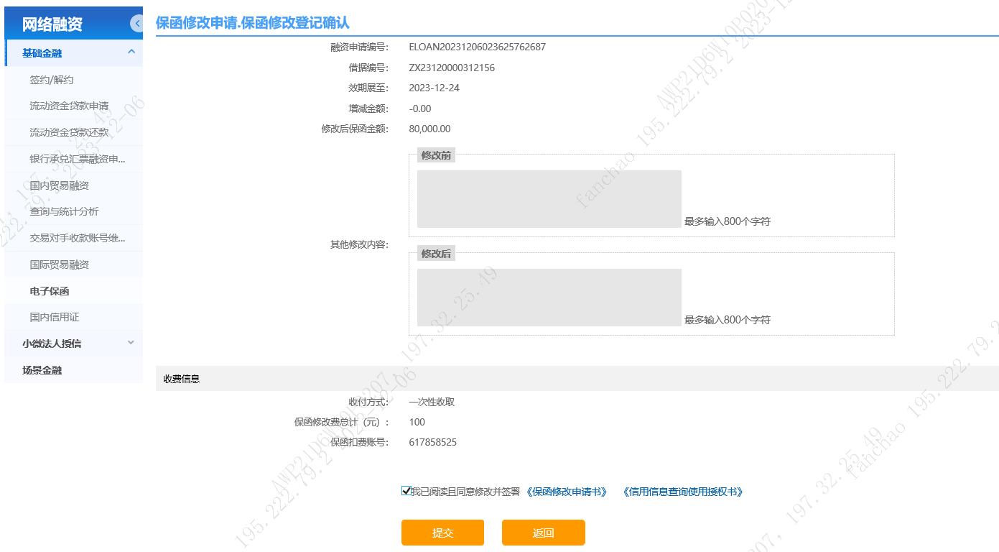 网络融资
基础金融
签约/解约
流动资金贷款申请
流动资金贷款还款
银行承兑汇票融资申...
国内贸易融资
查询与统计分析
交易对手收款账号维...
国际贸易融资
电子保函
国内信用证
小微法人授信
场景金融
保函修改申请.保函修改登记确认
融资申请编号: ELOAN20231206023625762687
借据编号: ZX23120000312156
效期展至: 2023-12-24
增减金额: -0.00
修改后保函金额: 80,000.00
其他修改内容:
修改前
最多输入800个字符
修改后
最多输入800个字符
收费信息
收付方式: 一次性收取
保函修改费总计（元）: 100
保函扣费账号: 617858525
我已阅读且同意修改并签署 《保函修改申请书》 《信用信息查询使用授权书》
提交 返回
fanchao 195.222.79.2
197.32.25.49